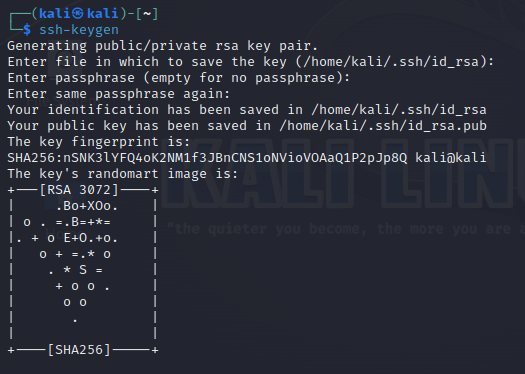 ┌──(kali㉿kali)-[~]
└─$ ssh-keygen
Generating public/private rsa key pair.
Enter file in which to save the key (/home/kali/.ssh/id_rsa):
Enter passphrase (empty for no passphrase):
Enter same passphrase again:
Your identification has been saved in /home/kali/.ssh/id_rsa
Your public key has been saved in /home/kali/.ssh/id_rsa.pub
The key fingerprint is:
SHA256:nSNK3lYFQ4oK2NM1f3JBnCNS1oNVioVOAaQ1P2pJp8Q kali@kali
The key's randomart image is:
+---[RSA 3072]----+
|     .Bo+XOo.    |
| o . =.B=+*=     |
|. + o E+O.+o.    |
|   o + =.* o     |
|    . * S =      |
|     + o o .     |
|      o o        |
|       .         |
|                 |
+----[SHA256]-----+
KALI LIN
"the quieter you become, the more you are a